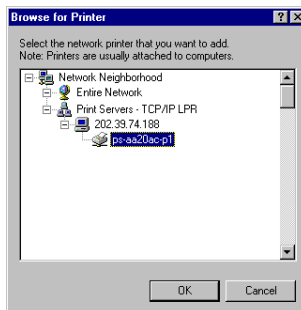 Browse for Printer
Select the network printer that you want to add.
Note: Printers are usually attached to computers.
Network Neighborhood
Entire Network
Print Servers - TCP/IP LPR
202.39.74.188
ps-aa20ac-p1
OK
Cancel